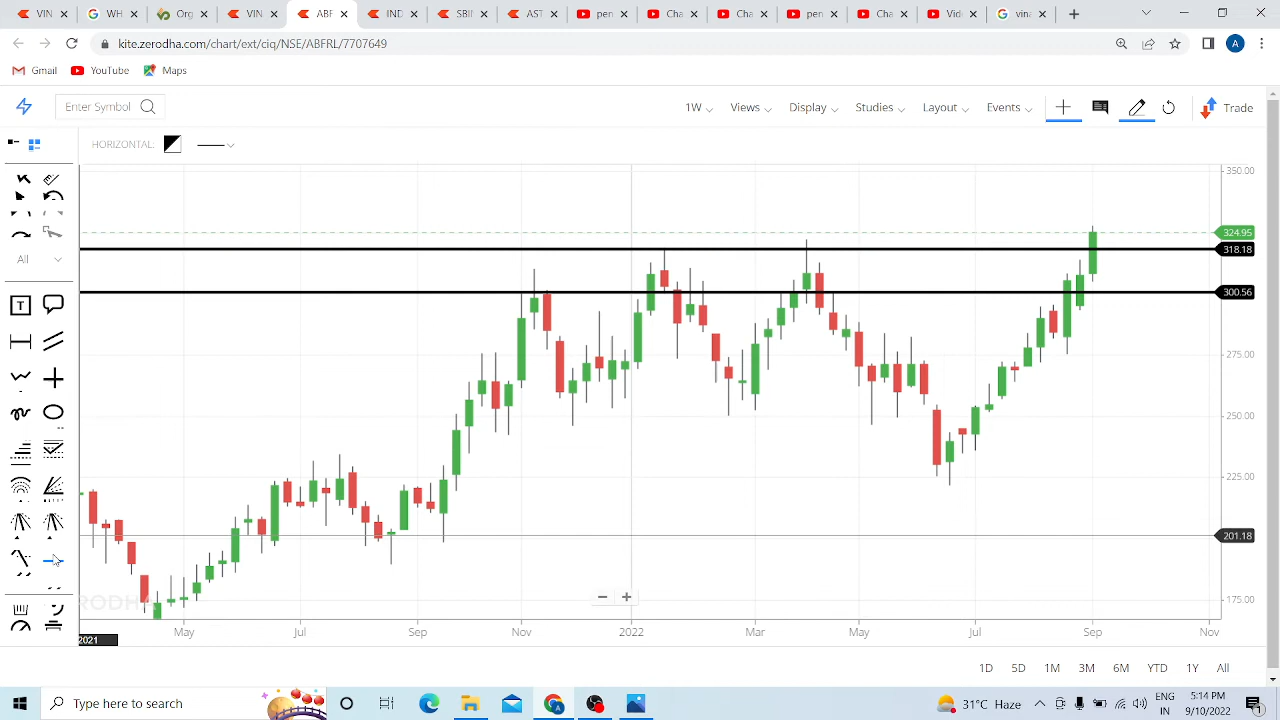 VIN
WH
Org
VIN
ABF
IND
SBII
AST
pen
Cha
Cha
pen
Cha
Vid
vin
kite.zerodha.com/chart/ext/ciq/NSE/ABFRL/7707649
A
Gmail
YouTube
Maps
Enter Symbol
1W
Views
Display
Studies
Layout
Events
Trade
HORIZONTAL:
350.00
324.95
318.18
300.56
275.00
250.00
225.00
201.18
175.00
All
T
RODHA
2021
May
Jul
Sep
Nov
2022
Mar
May
Jul
Sep
Nov
1D
5D
1M
3M
6M
YTD
1Y
All
Type here to search
31°C Haze
ENG
IN
5:14 PM
9/10/2022
1